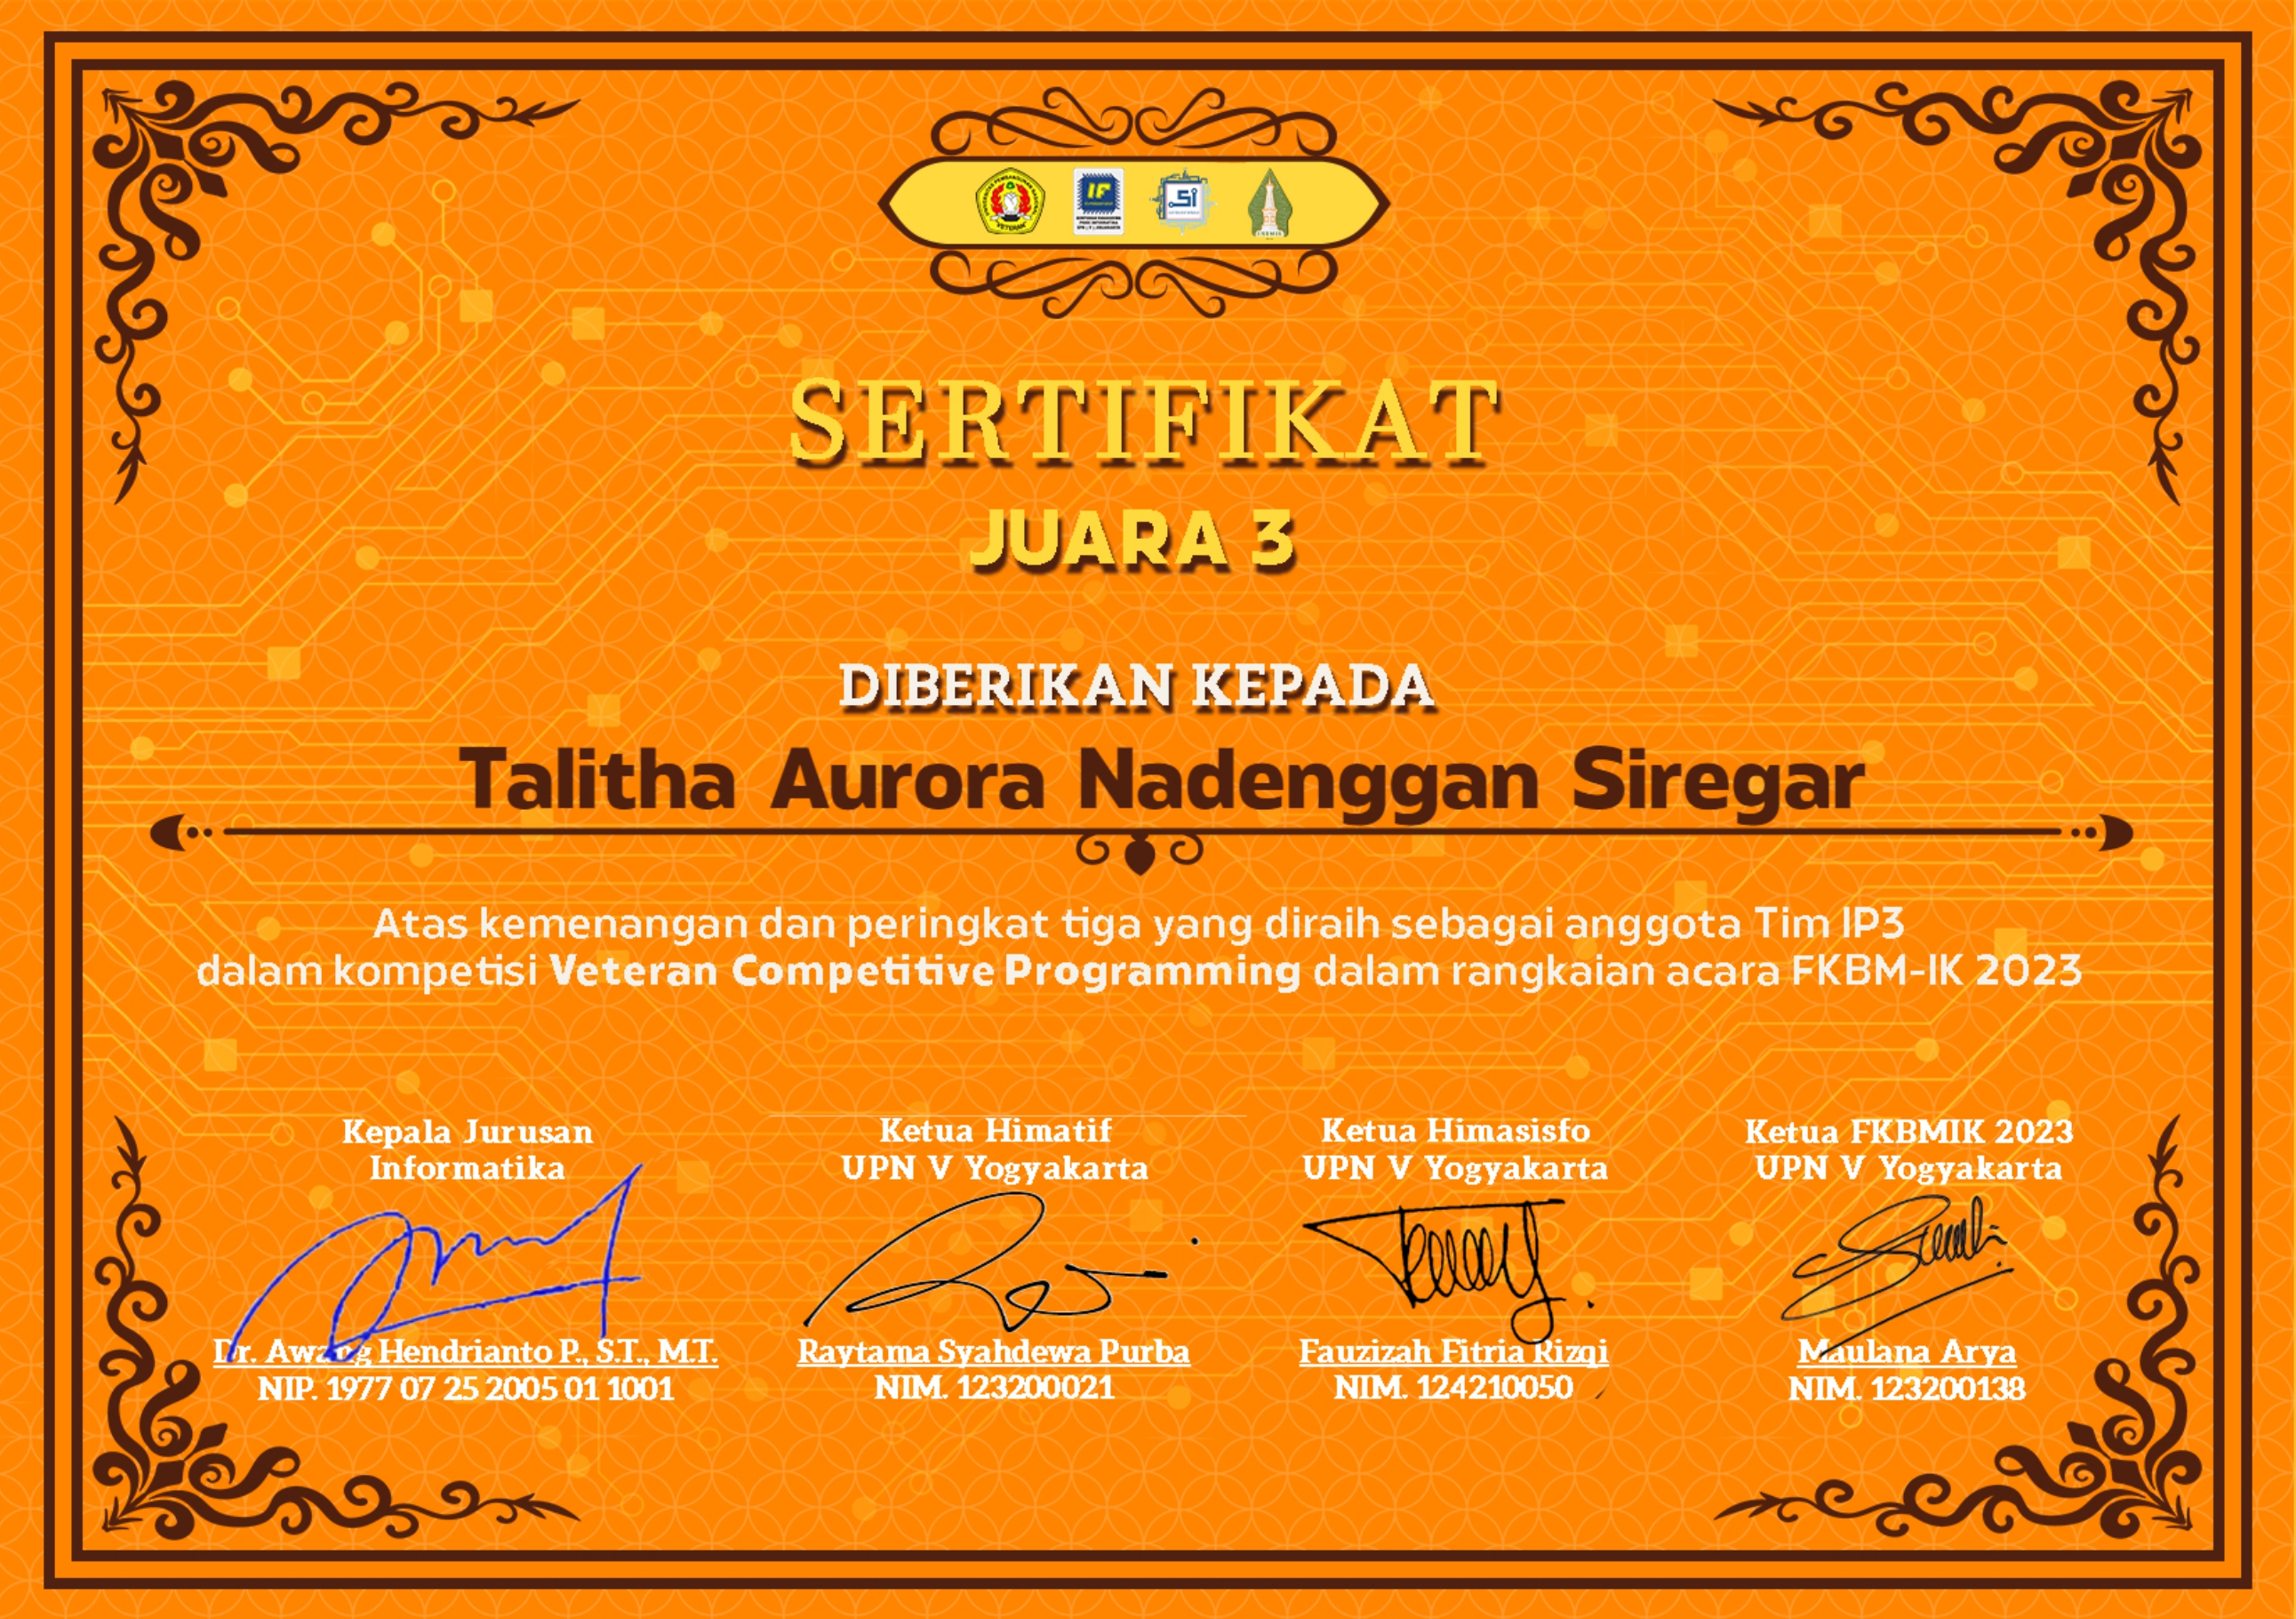 SERTIFIKAT
JUARA 3
DIBERIKAN KEPADA
Talitha Aurora Nadenggan Siregar
Atas kemenangan dan peringkat tiga yang diraih sebagai anggota Tim IP3
dalam kompetisi Veteran Competitive Programming dalam rangkaian acara FKBM-IK 2023
Kepala Jurusan
Informatika
Dr. Awang Hendrianto P., S.T., M.T.
NIP. 1977 07 25 2005 01 1001
Ketua Himatif
UPN V Yogyakarta
Raytama Syahdewa Purba
NIM. 123200021
Ketua Himasisfo
UPN V Yogyakarta
Fauzizah Fitria Rizqi
NIM. 124210050
Ketua FKBMIK 2023
UPN V Yogyakarta
Maulana Arya
NIM. 123200138